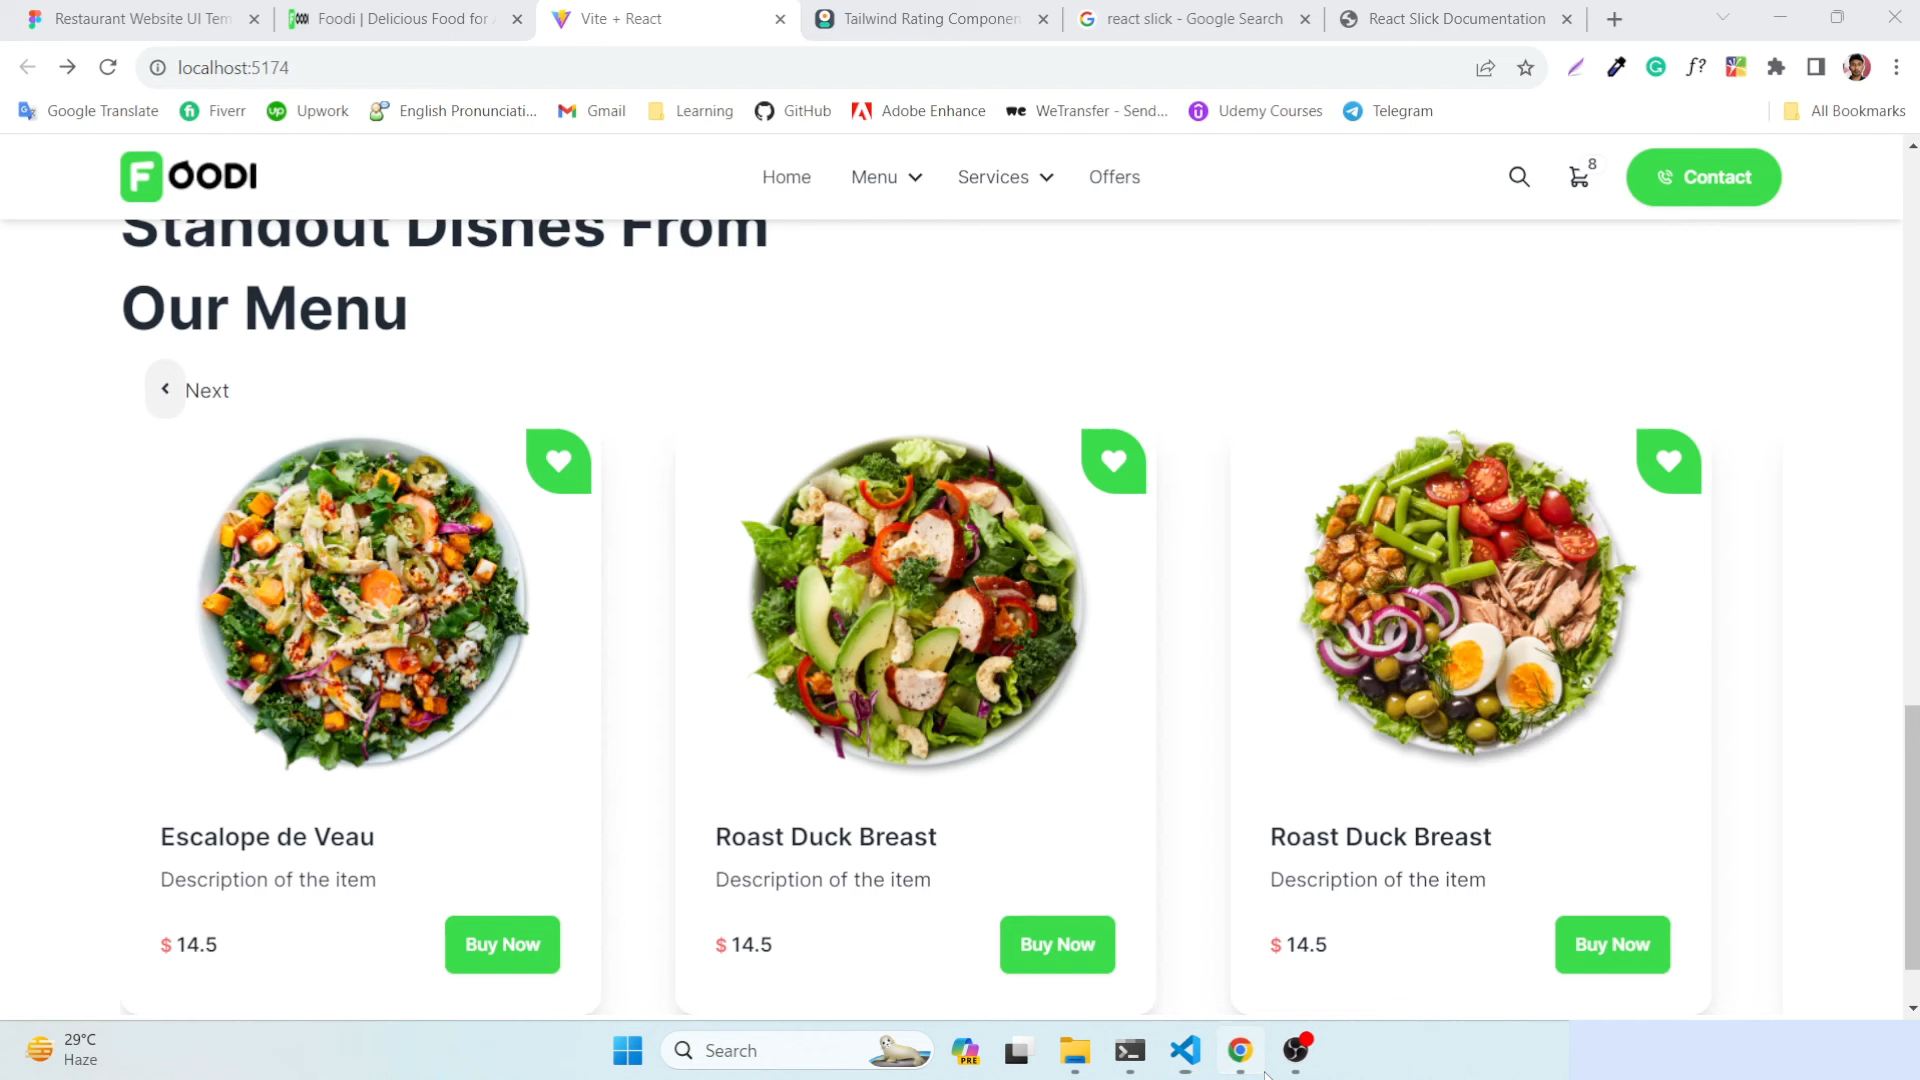 Restaurant Website UI Tem
Foodi | Delicious Food for A
Vite + React
Tailwind Rating Componen
react slick - Google Search
React Slick Documentation
localhost:5174
f?
Google Translate
Fiverr
Upwork
English Pronunciati...
Gmail
Learning
GitHub
Adobe Enhance
WeTransfer - Send...
Udemy Courses
Telegram
All Bookmarks
FOODI
Home
Menu
Services
Offers
8
Contact
Standout Dishes From
Our Menu
Next
Escalope de Veau
Description of the item
$ 14.5
Buy Now
Roast Duck Breast
Description of the item
$ 14.5
Buy Now
Roast Duck Breast
Description of the item
$ 14.5
Buy Now
29°C
Haze
Search
PRE